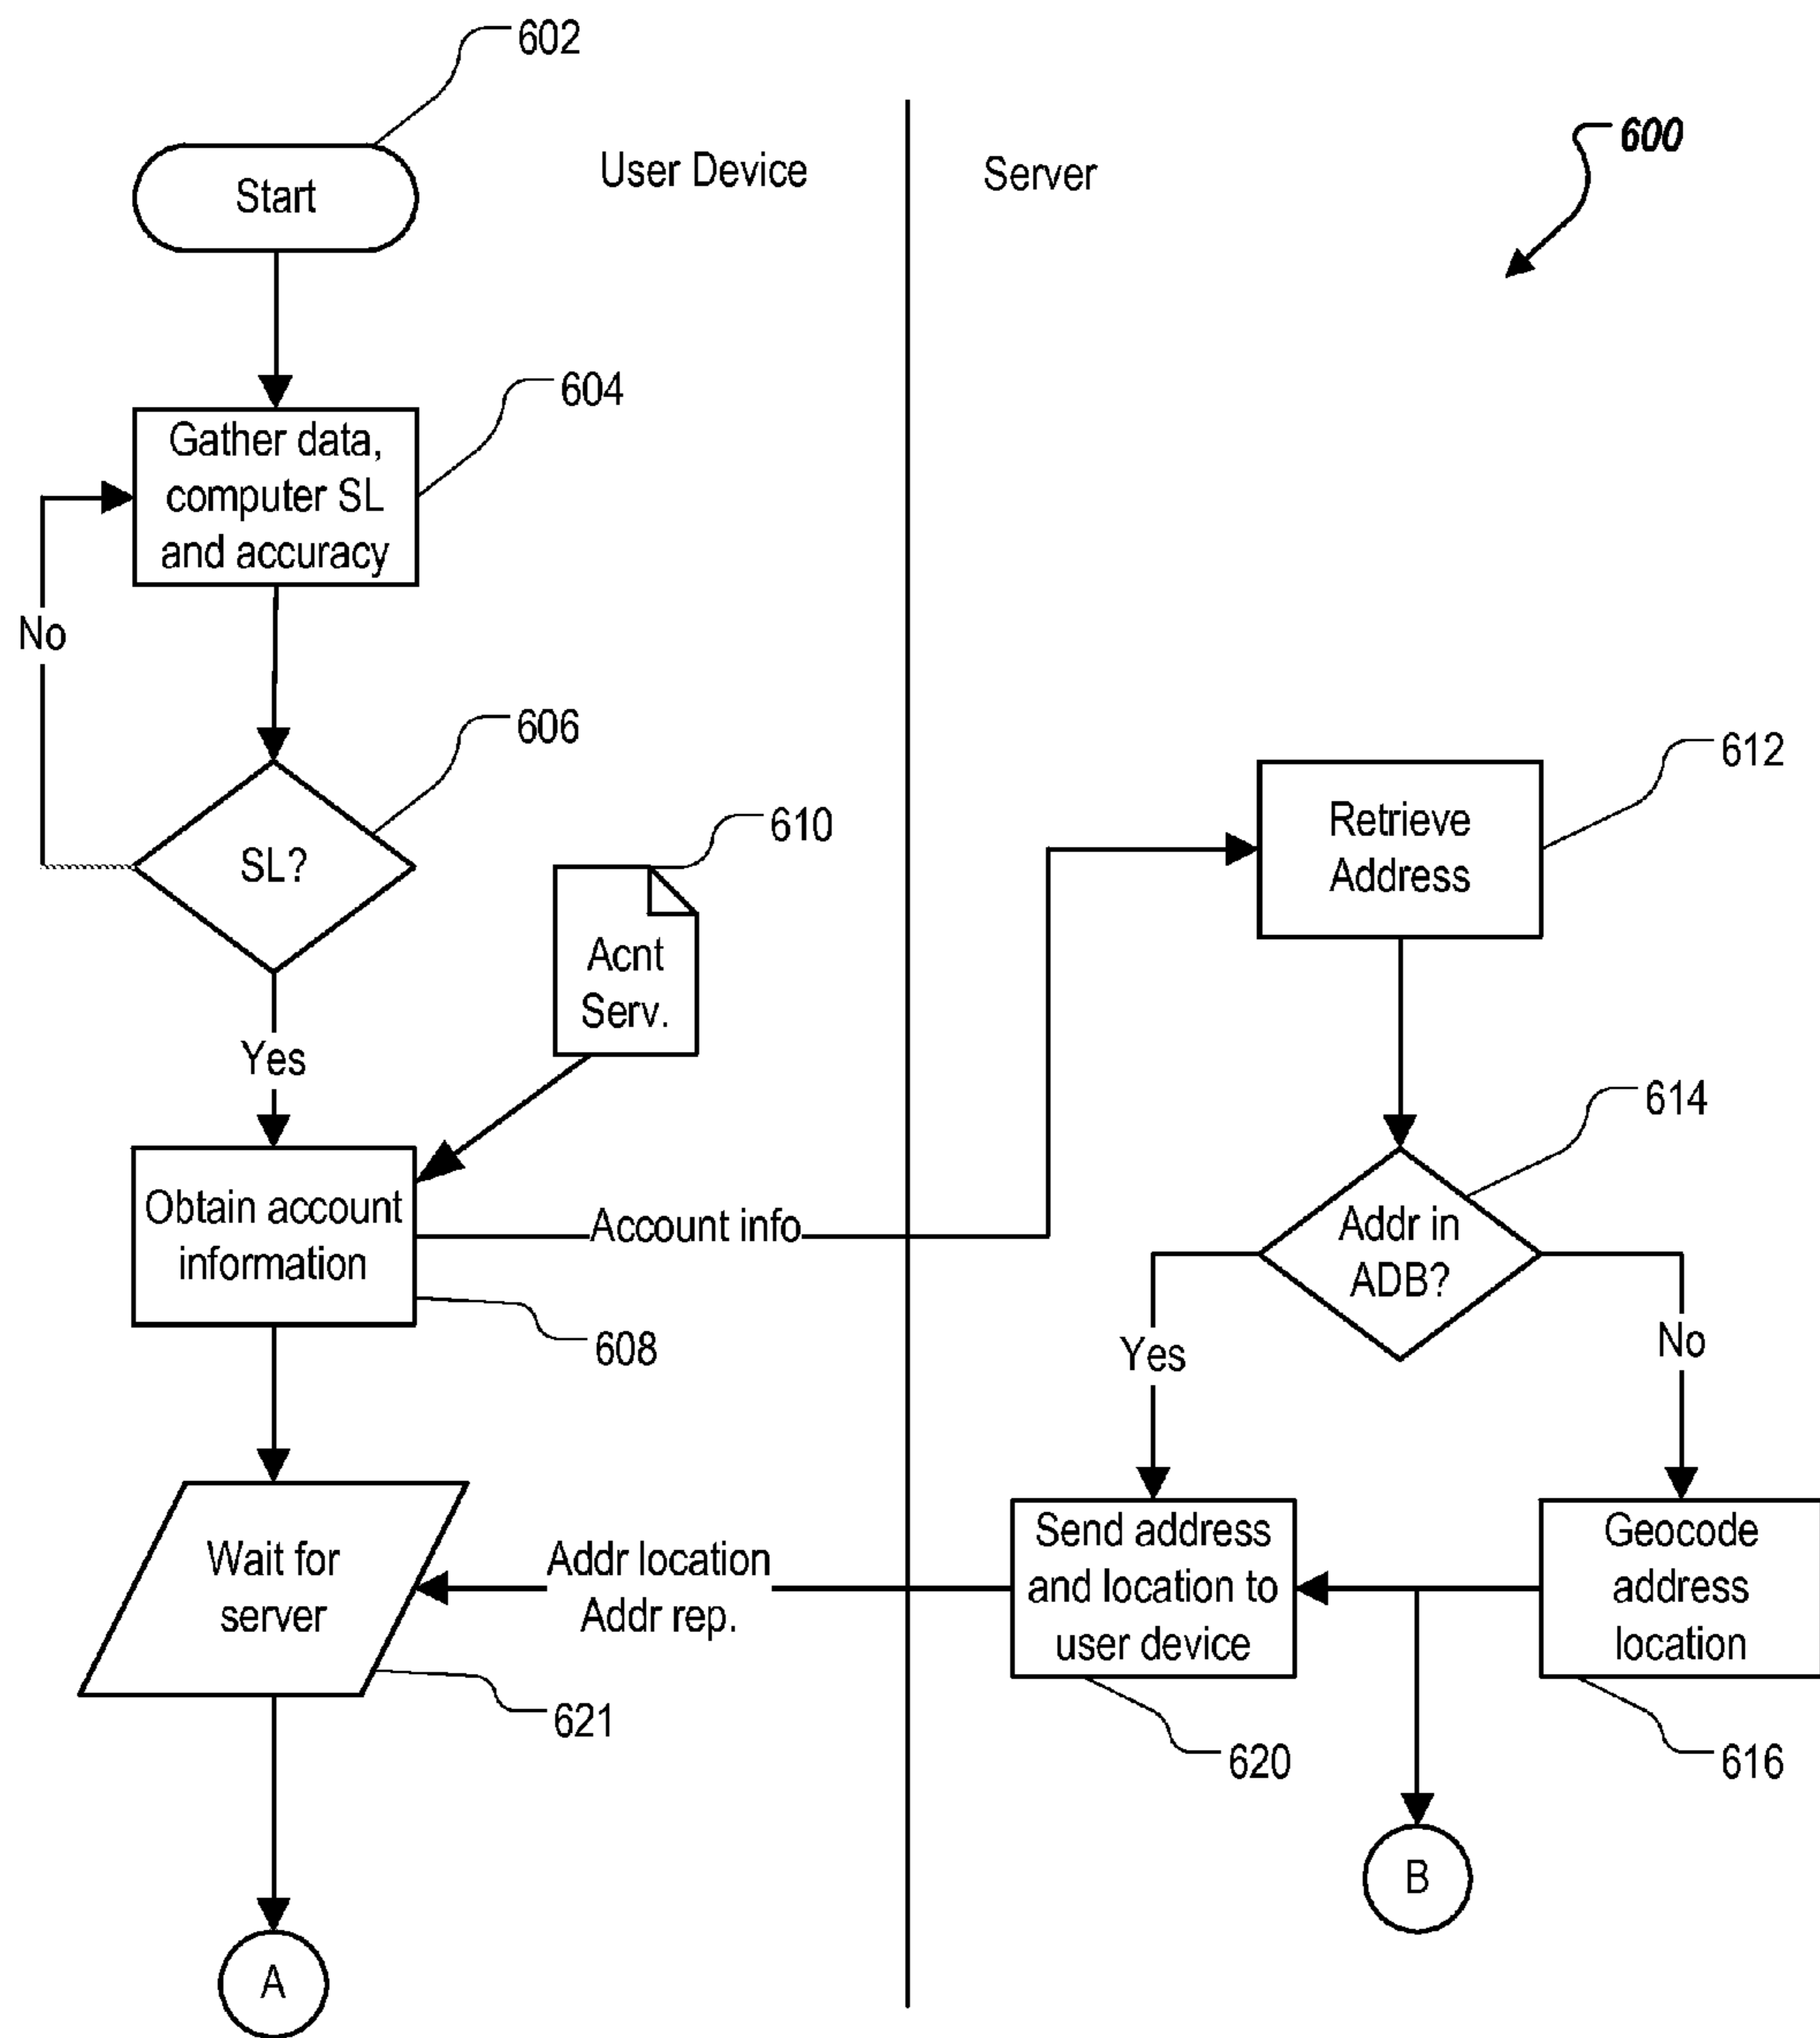 602
600
User Device
Server
Start
604
Gather data,
computer SL
and accuracy
No
606
612
610
Retrieve
Address
SL?
Acnt
Serv.
Yes
614
Addr in
ADB?
Obtain account
information
Account info
608
Yes
No
Wait for
server
Addr location
Addr rep.
Send address
and location to
user device
Geocode
address
location
621
620
616
B
A